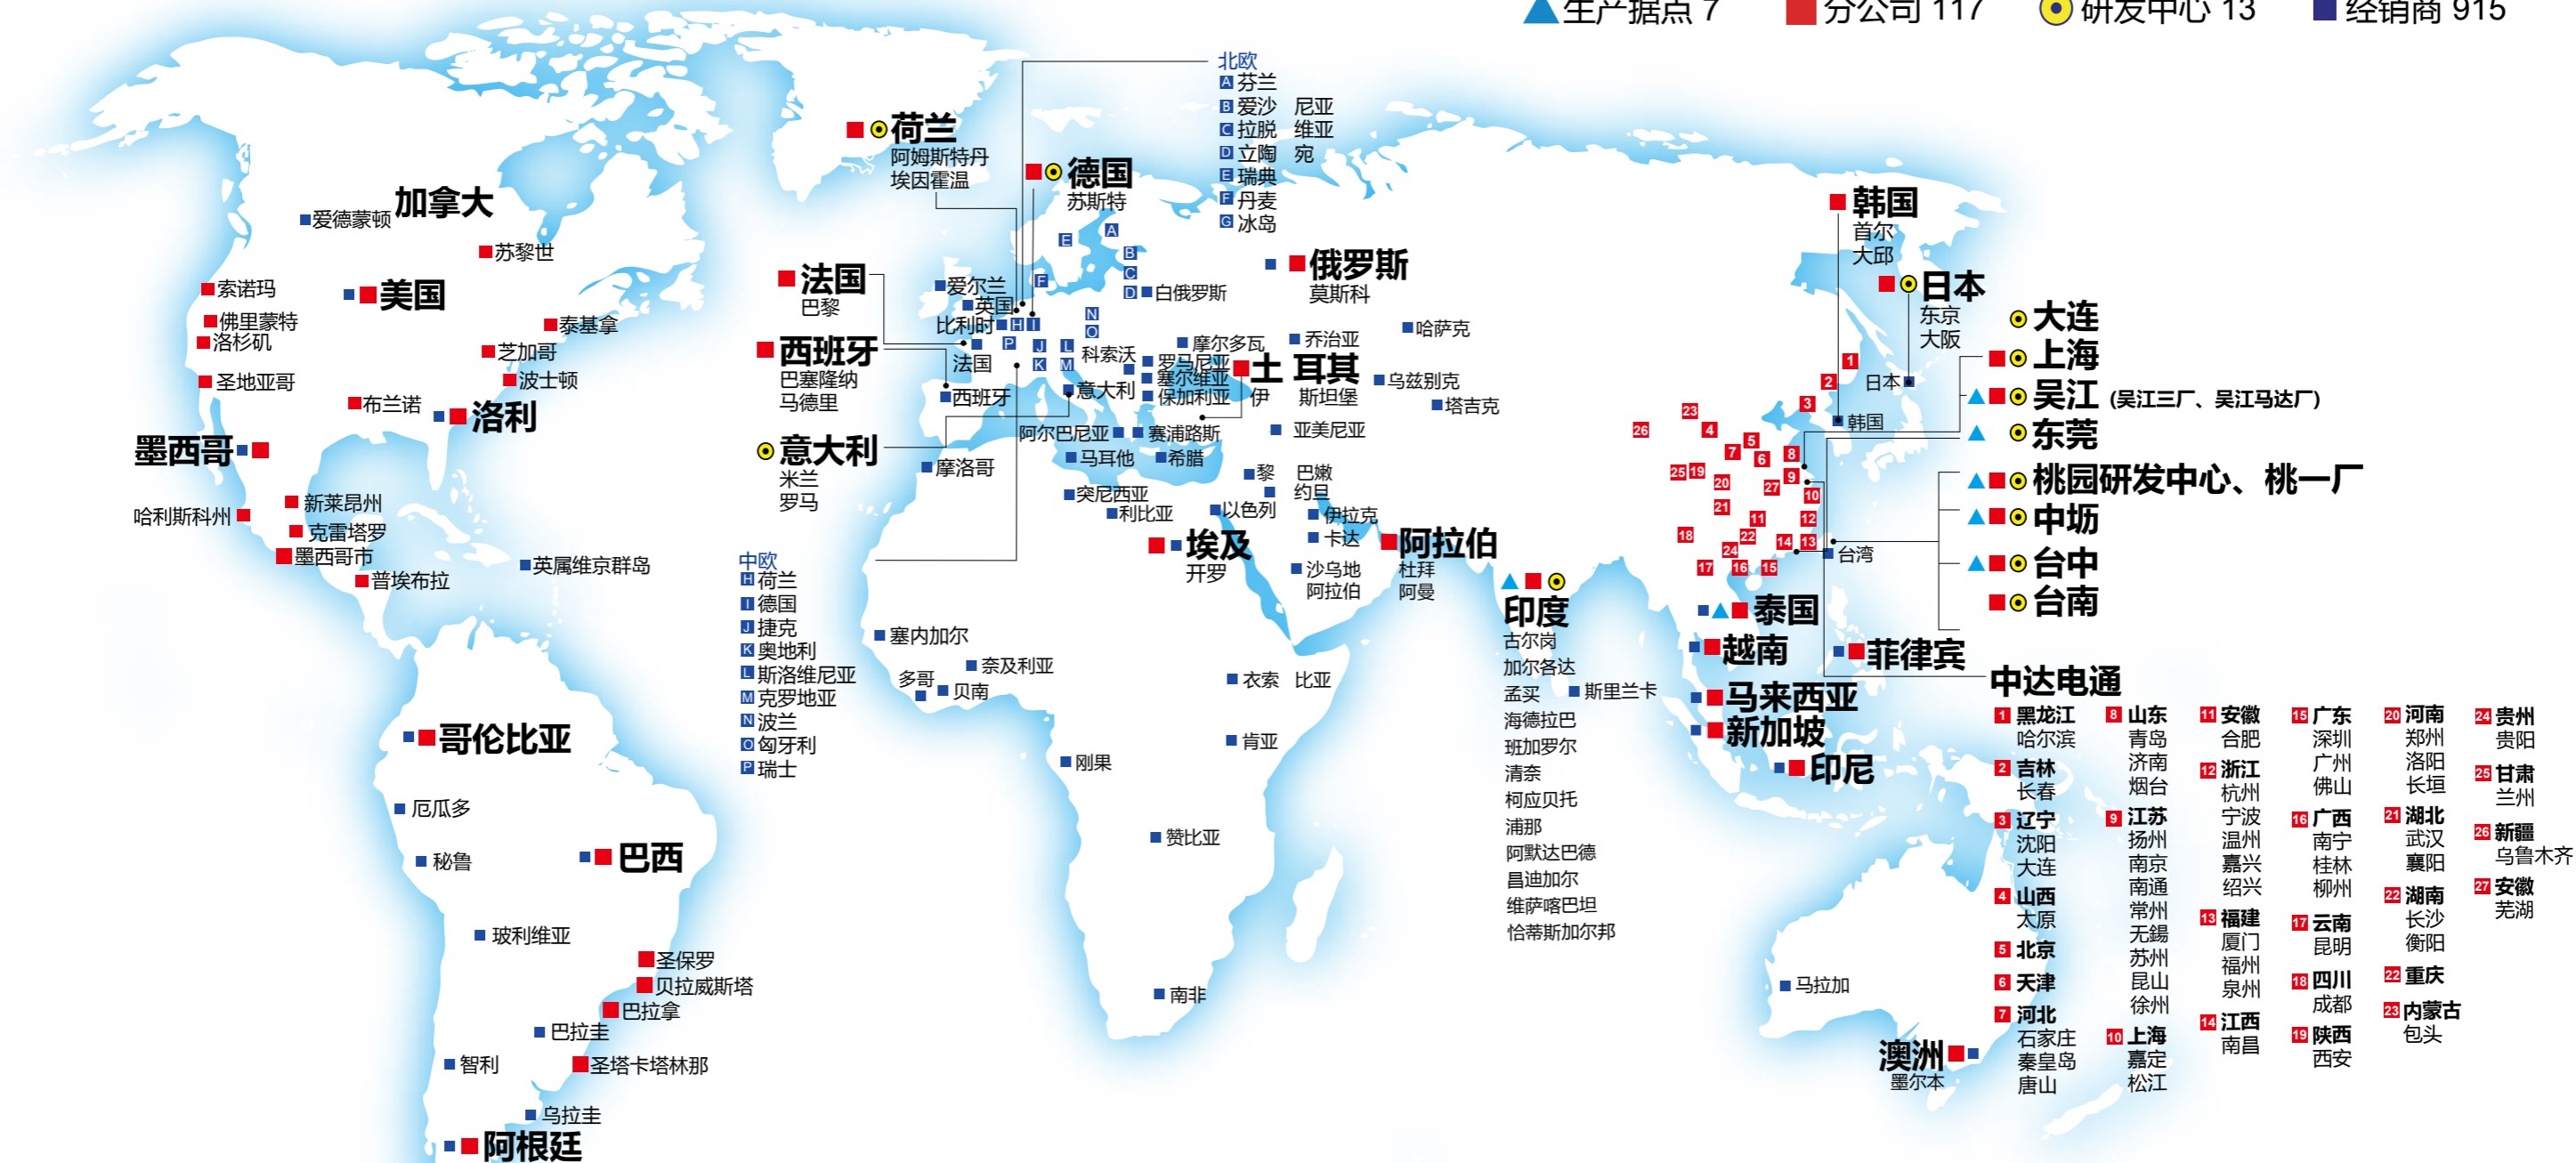 生产据点 7
分公司 117
研发中心 13
经销商 915
加拿大
爱德蒙顿
苏黎世
索诺玛
美国
佛里蒙特
泰基拿
洛杉矶
芝加哥
圣地亚哥
波士顿
布兰诺
洛利
墨西哥
新莱昂州
哈利斯科州
克雷塔罗
墨西哥市
普埃布拉
英属维京群岛
哥伦比亚
厄瓜多
秘鲁
巴西
玻利维亚
圣保罗
贝拉威斯塔
巴拉拿
巴拉圭
智利
圣塔卡塔林那
乌拉圭
阿根廷
荷兰
阿姆斯特丹
埃因霍温
德国
苏斯特
法国
巴黎
西班牙
巴塞隆纳
马德里
意大利
米兰
罗马
北欧
A 芬兰
B 爱沙 尼亚
C 拉脱 维亚
D 立陶 宛
E 瑞典
F 丹麦
G 冰岛
A
E
B
C
D
F
N
O
H I
P
J
K
L
M
爱尔兰
英国
比利时
法国
西班牙
白俄罗斯
科索沃
意大利
摩尔多瓦
罗马尼亚
塞尔维亚
保加利亚
阿尔巴尼亚
赛浦路斯
马耳他
希腊
摩洛哥
突尼西亚
利比亚
俄罗斯
莫斯科
乔治亚
哈萨克
土 耳其
伊 斯坦堡
乌兹别克
塔吉克
亚美尼亚
黎 巴嫩
约旦
以色列
伊拉克
卡达
沙乌地
阿拉伯
埃及
开罗
阿拉伯
杜拜
阿曼
中欧
H 荷兰
I 德国
J 捷克
K 奥地利
L 斯洛维尼亚
M 克罗地亚
N 波兰
O 匈牙利
P 瑞士
塞内加尔
奈及利亚
多哥
贝南
衣索 比亚
肯亚
刚果
赞比亚
南非
印度
古尔岗
加尔各达
孟买
海德拉巴
班加罗尔
清奈
柯应贝托
浦那
阿默达巴德
昌迪加尔
维萨喀巴坦
恰蒂斯加尔邦
斯里兰卡
泰国
越南
菲律宾
马来西亚
新加坡
印尼
马拉加
澳洲
墨尔本
韩国
首尔
大邱
日本
东京
大阪
日本
韩国
台湾
1
2
3
23
26
4
5
7
6
8
25 19
20
9
27
10
21
11
12
18
22
14 13
24
17
16
15
大连
上海
吴江 (吴江三厂、吴江马达厂)
东莞
桃园研发中心、桃一厂
中坜
台中
台南
中达电通
1 黑龙江
哈尔滨
2 吉林
长春
3 辽宁
沈阳
大连
4 山西
太原
5 北京
6 天津
7 河北
石家庄
秦皇岛
唐山
8 山东
青岛
济南
烟台
9 江苏
扬州
南京
南通
常州
无鍚
苏州
昆山
徐州
10 上海
嘉定
松江
11 安徽
合肥
12 浙江
杭州
宁波
温州
嘉兴
绍兴
13 福建
厦门
福州
泉州
14 江西
南昌
15 广东
深圳
广州
佛山
16 广西
南宁
桂林
柳州
17 云南
昆明
18 四川
成都
19 陕西
西安
20 河南
郑州
洛阳
长垣
21 湖北
武汉
襄阳
22 湖南
长沙
衡阳
22 重庆
23 内蒙古
包头
24 贵州
贵阳
25 甘肃
兰州
26 新疆
乌鲁木齐
27 安徽
芜湖